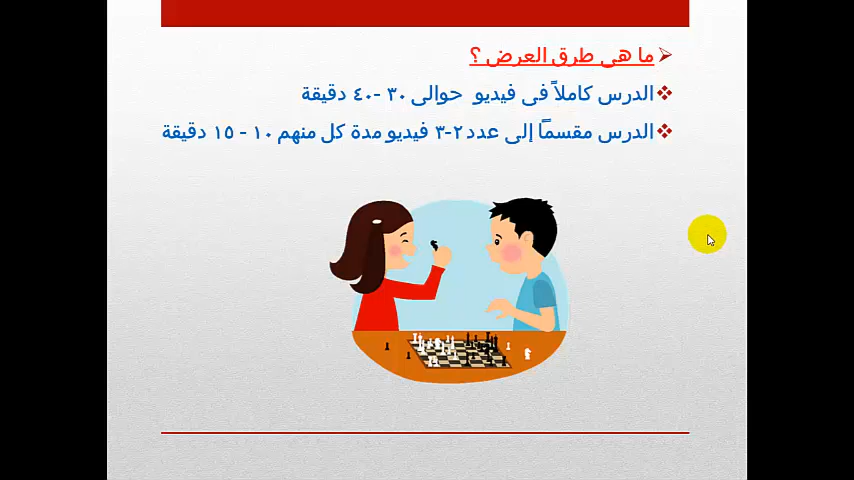 ما هى طرق العرض ؟
الدرس كاملاً فى فيديو حوالى ٣٠ -٤٠ دقيقة
الدرس مقسمًا إلى عدد٢-٣ فيديو مدة كل منهم ١٠ - ١٥ دقيقة